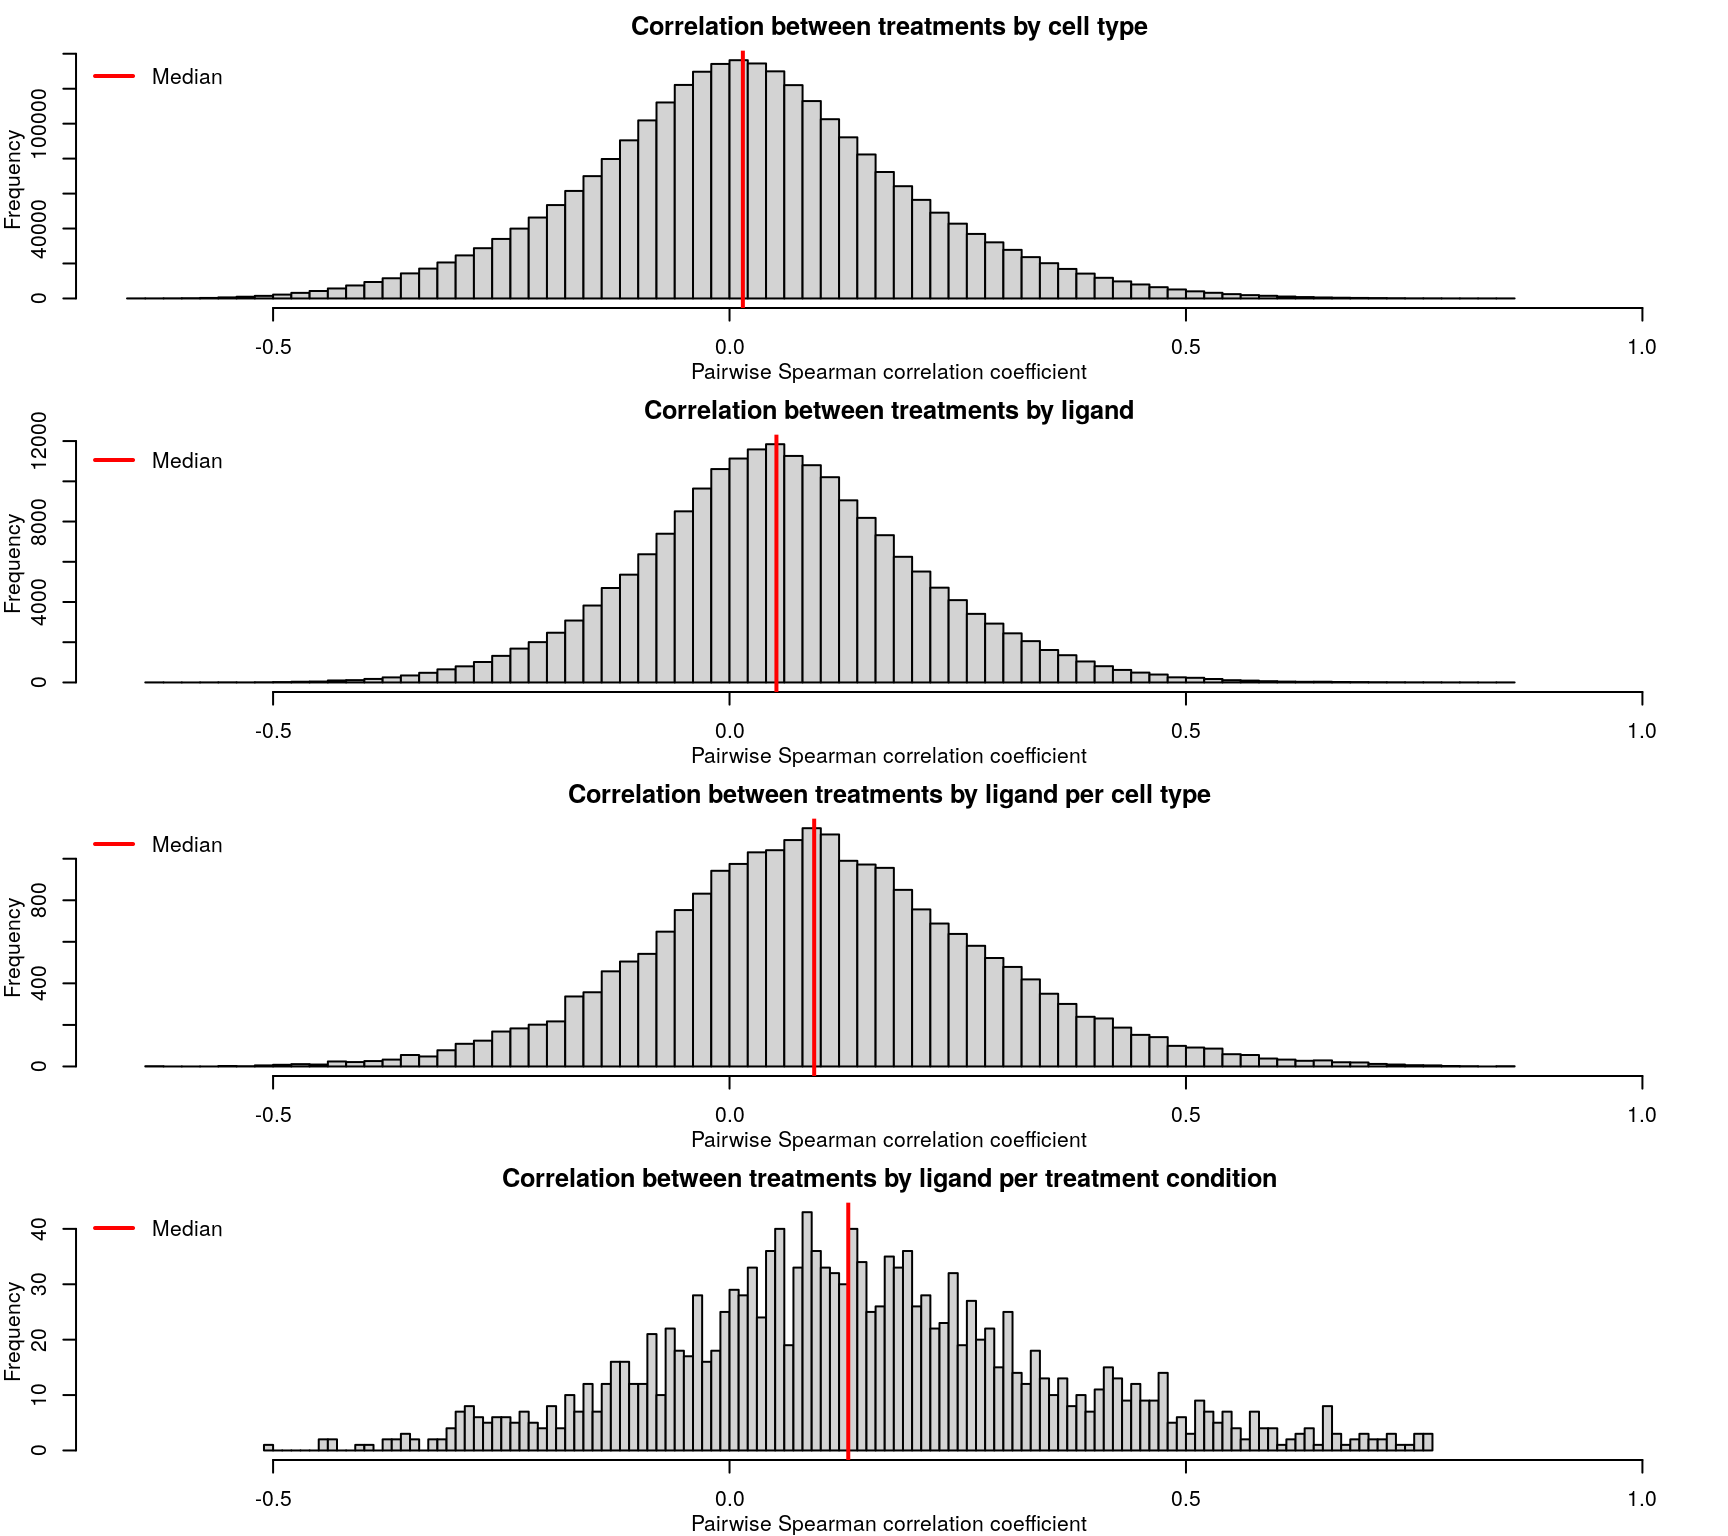 Correlation between treatments by cell type
Median
Frequency
0 40000 100000
-0.5 0.0 0.5 1.0
Pairwise Spearman correlation coefficient
Correlation between treatments by ligand
Median
Frequency
0 4000 8000 12000
-0.5 0.0 0.5 1.0
Pairwise Spearman correlation coefficient
Correlation between treatments by ligand per cell type
Median
Frequency
0 400 800
-0.5 0.0 0.5 1.0
Pairwise Spearman correlation coefficient
Correlation between treatments by ligand per treatment condition
Median
Frequency
0 10 20 30 40
-0.5 0.0 0.5 1.0
Pairwise Spearman correlation coefficient